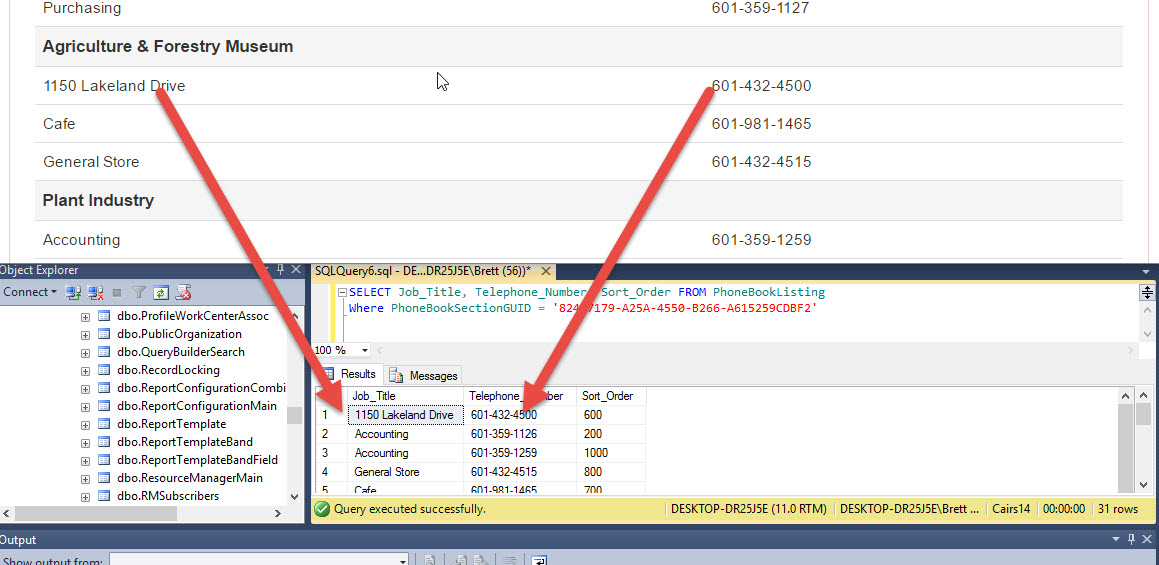 Purchasing 601-359-1127
Agriculture & Forestry Museum
1150 Lakeland Drive 601-432-4500
Cafe 601-981-1465
General Store 601-432-4515
Plant Industry
Accounting 601-359-1259
Object Explorer
Connect
dbo.ProfileWorkCenterAssoc
dbo.PublicOrganization
dbo.QueryBuilderSearch
dbo.RecordLocking
dbo.ReportConfigurationCombi
dbo.ReportConfigurationMain
dbo.ReportTemplate
dbo.ReportTemplateBand
dbo.ReportTemplateBandField
dbo.ResourceManagerMain
dbo.RMSubscribers
SQLQuery6.sql - DE...DR25J5E\Brett (56))*
SELECT Job_Title, Telephone_Number, Sort_Order FROM PhoneBookListing
Where PhoneBookSectionGUID = 179-A25A-4550-B266-A615259CDBF2'
100 %
Results Messages
Job_Title Sort_Order
1 1150 Lakeland Drive 601-432-4500 600
2 Accounting 601-359-1126 200
3 Accounting 601-359-1259 1000
4 General Store 601-432-4515 800
5 Cafe 601-981-1465 700
Query executed successfully. DESKTOP-DR25J5E (11.0 RTM) DESKTOP-DR25J5E\Brett ... Cairs14 00:00:00 31 rows
Output
Show output from: